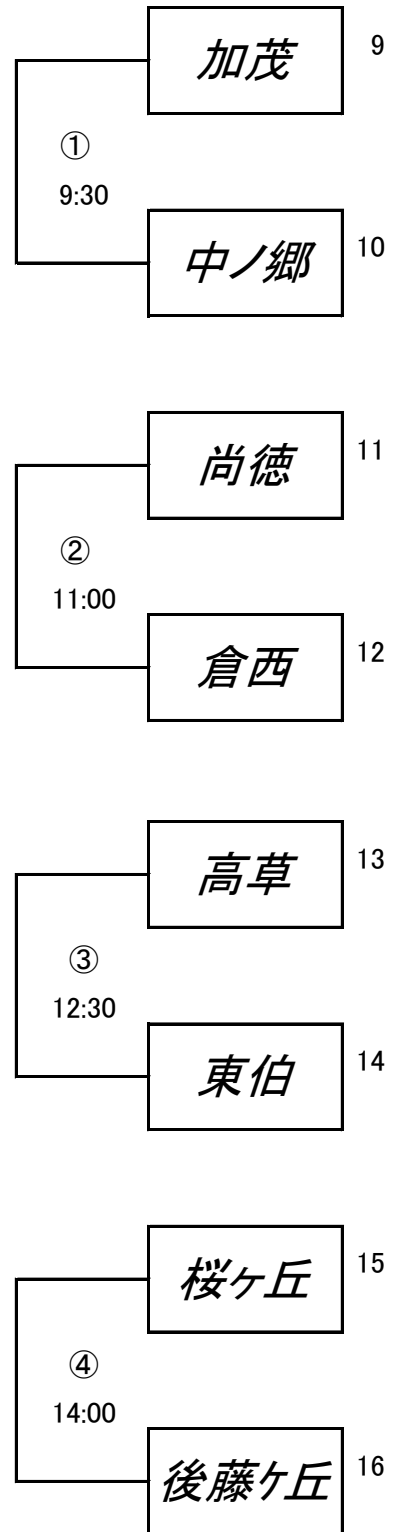 加茂 9
①
9:30
中ノ郷 10
尚徳 11
②
11:00
倉西 12
高草 13
③
12:30
東伯 14
桜ヶ丘 15
④
14:00
後藤ケ丘 16